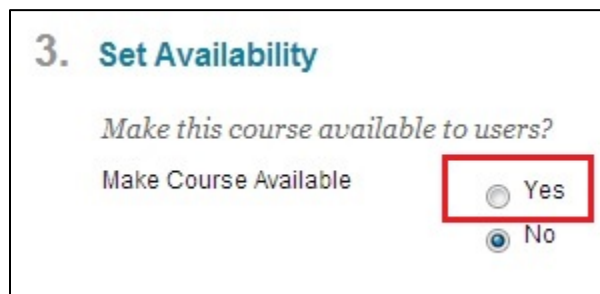 3. Set Availability
Make this course available to users?
Make Course Available
Yes
No